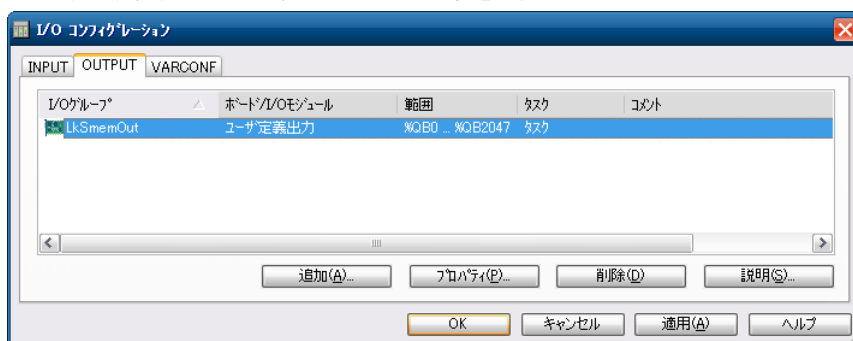 I/O コンフィグレーション
INPUT OUTPUT VARCONF
I/Oグループ ボード/I/Oモジュール 範囲 タスク コメント
LkSmemOut ユーザ定義出力 %QB0 ... %QB2047 タスク
追加(A)... プロパティ(P)... 削除(D) 説明(S)...
OK キャンセル 適用(A) ヘルプ